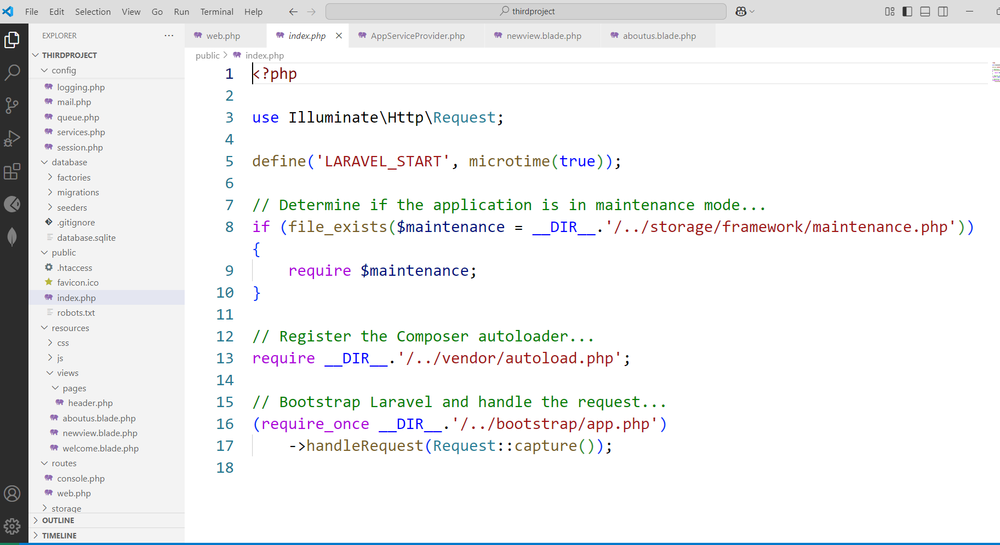 File Edit Selection View Go Run Terminal Help thirdproject
EXPLORER
THIRDPROJECT
config
logging.php
mail.php
queue.php
services.php
session.php
database
factories
migrations
seeders
.gitignore
database.sqlite
public
.htaccess
favicon.ico
index.php
robots.txt
resources
css
js
views
pages
header.php
aboutus.blade.php
newview.blade.php
welcome.blade.php
routes
console.php
web.php
storage
OUTLINE
TIMELINE
web.php index.php AppServiceProvider.php newview.blade.php aboutus.blade.php
public > index.php
1 <?php
2
3 use Illuminate\Http\Request;
4
5 define('LARAVEL_START', microtime(true));
6
7 // Determine if the application is in maintenance mode...
8 if (file_exists($maintenance = __DIR__.'/../storage/framework/maintenance.php'))
{
9 require $maintenance;
10 }
11
12 // Register the Composer autoloader...
13 require __DIR__.'/../vendor/autoload.php';
14
15 // Bootstrap Laravel and handle the request...
16 (require_once __DIR__.'/../bootstrap/app.php')
17 ->handleRequest(Request::capture());
18